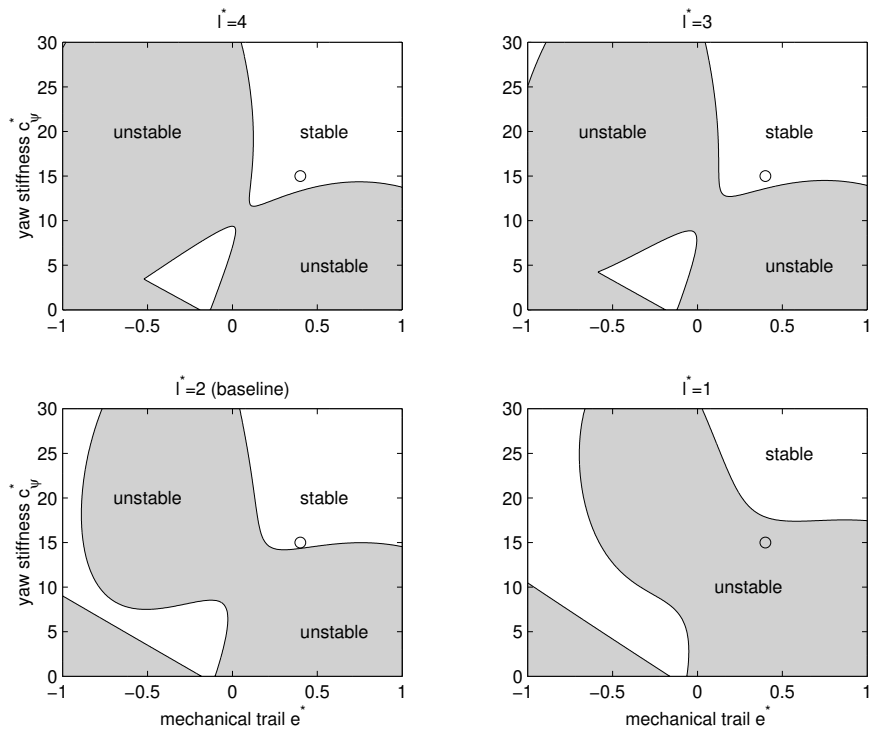 l*=4
30
25
20
15
10
5
0
yaw stiffness c*ψ
unstable
stable
unstable
−1 −0.5 0 0.5 1
l*=3
30
25
20
15
10
5
0
unstable
stable
unstable
−1 −0.5 0 0.5 1
l*=2 (baseline)
30
25
20
15
10
5
0
yaw stiffness c*ψ
unstable
stable
unstable
−1 −0.5 0 0.5 1
mechanical trail e*
l*=1
30
25
20
15
10
5
0
stable
unstable
−1 −0.5 0 0.5 1
mechanical trail e*